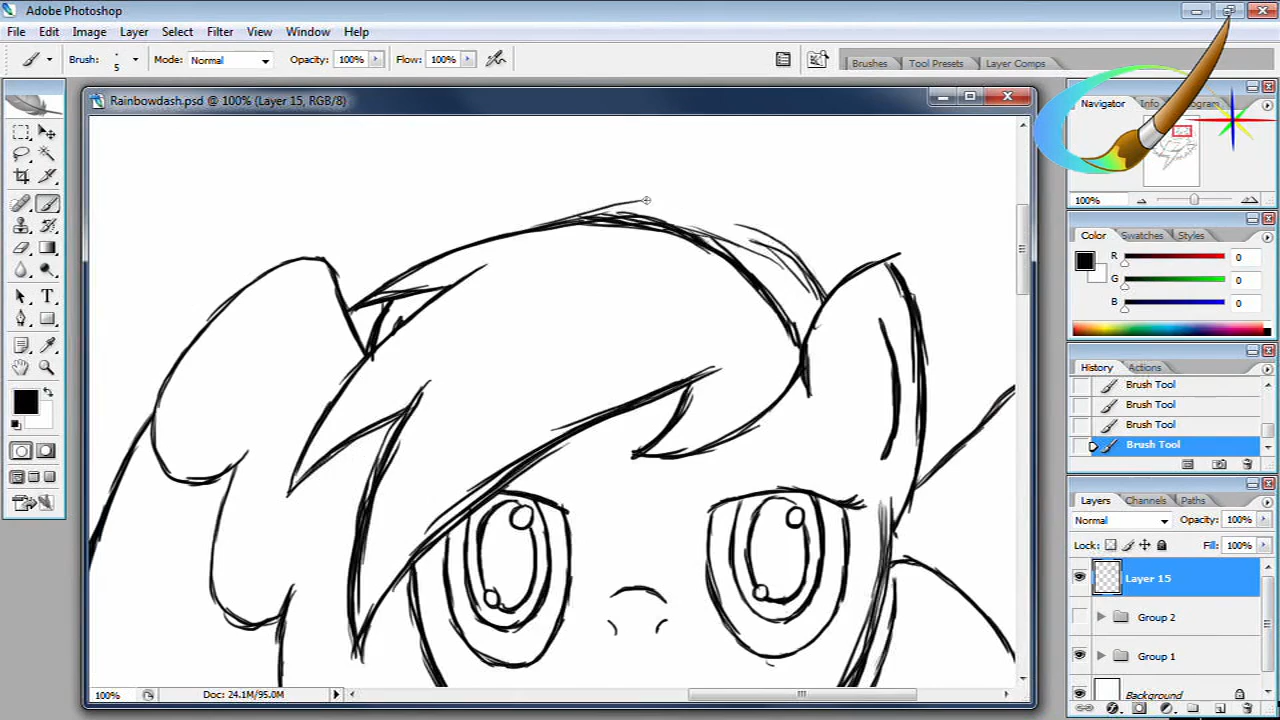 Adobe Photoshop
File Edit Image Layer Select Filter View Window Help
Brush: 5 Mode: Normal Opacity: 100% Flow: 100% Brushes Tool Presets Layer Comps
Rainbowdash.psd @ 100% (Layer 15, RGB/8)
Navigator Info
100%
Color Swatches Styles
R 0
G 0
B 0
History Actions
Brush Tool
Brush Tool
Brush Tool
Brush Tool
Layers Channels Paths
Normal Opacity: 100%
Lock: Fill: 100%
Layer 15
Group 2
Group 1
Background
100% Doc: 24.1M/95.0M